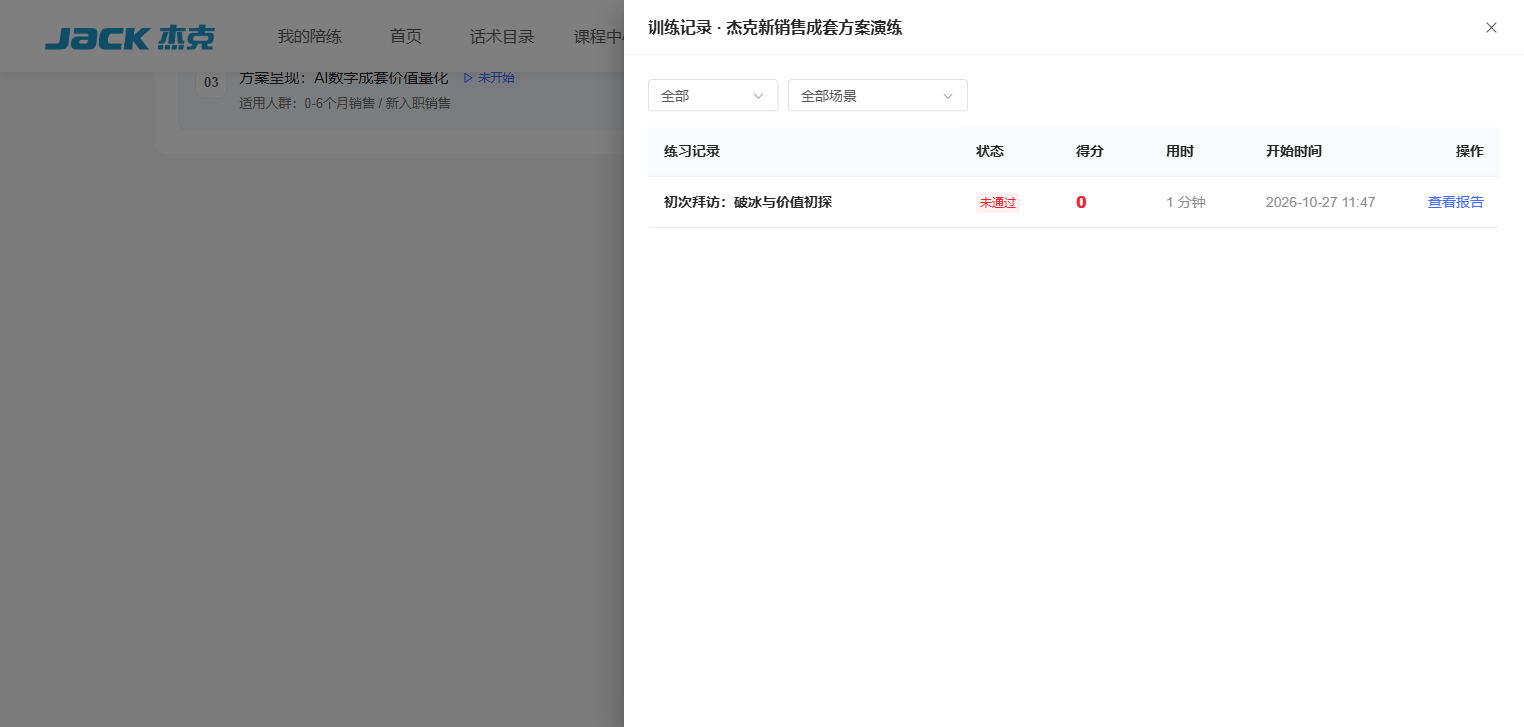 JACK 杰克
我的陪练 首页 话术目录 课程中
03 方案呈现：AI数字成套价值量化 未开始
适用人群：0-6个月销售 / 新入职销售
训练记录 · 杰克新销售成套方案演练
全部 全部场景
练习记录 状态 得分 用时 开始时间 操作
初次拜访：破冰与价值初探 未通过 0 1 分钟 2026-10-27 11:47 查看报告